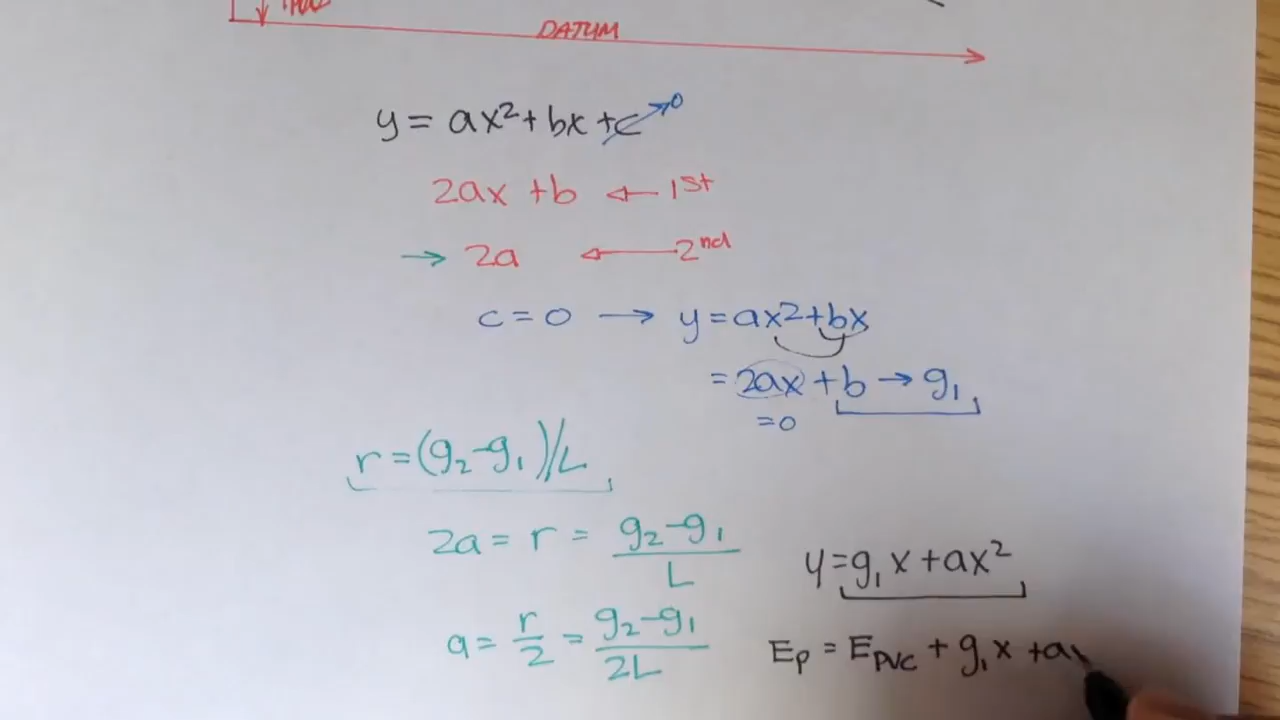 PVC
DATUM
y = ax²+bx+c→0
2ax + b ← 1st
→ 2a ← 2nd
c = 0 → y = ax²+bx
= 2ax + b → g₁
= 0
r = (g₂-g₁)/L
2a = r = g₂-g₁ / L
y = g₁x + ax²
a = r/2 = g₂-g₁ / 2L
Ep = EPVC + g₁x + a